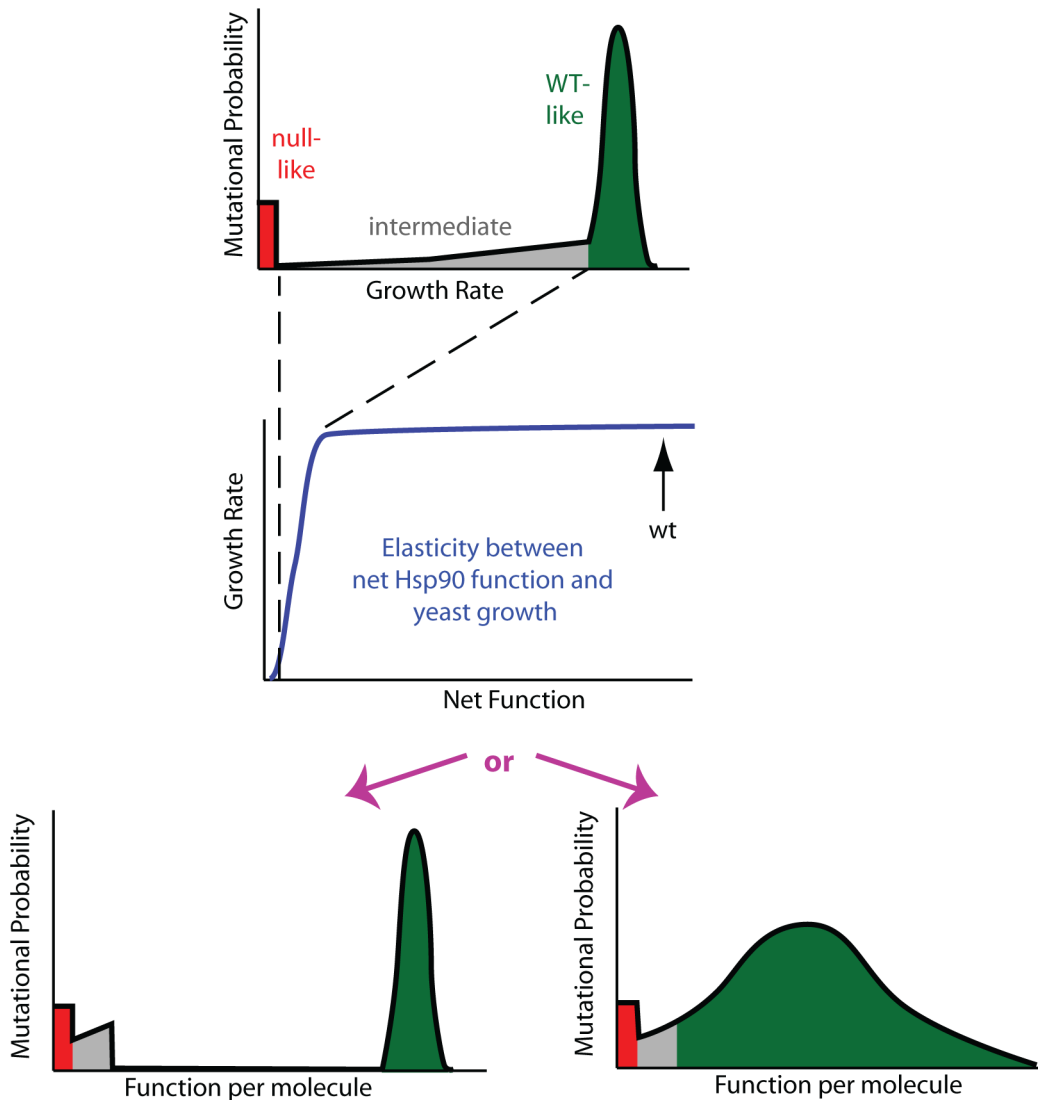 Mutational Probability
null-
like
intermediate
WT-
like
Growth Rate
Growth Rate
Elasticity between
net Hsp90 function and
yeast growth
wt
Net Function
or
Mutational Probability
Function per molecule
Mutational Probability
Function per molecule